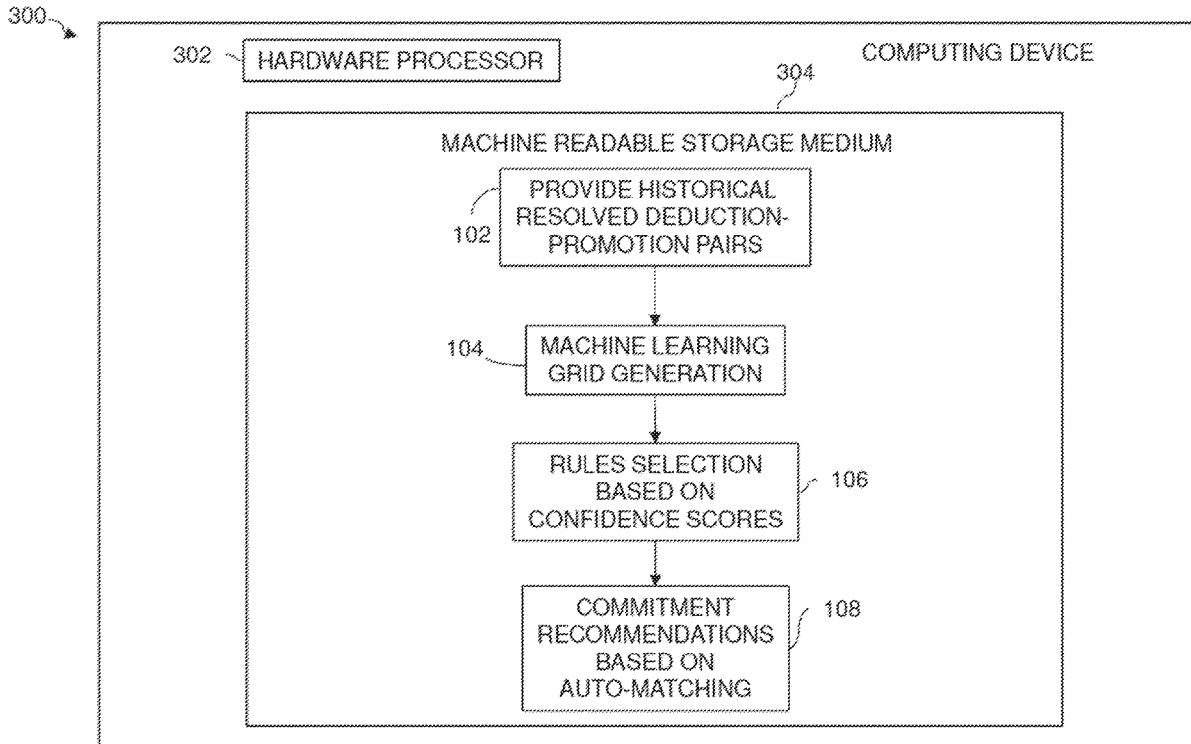 300
302
HARDWARE PROCESSOR
COMPUTING DEVICE
304
MACHINE READABLE STORAGE MEDIUM
102
PROVIDE HISTORICAL
RESOLVED DEDUCTION-
PROMOTION PAIRS
104
MACHINE LEARNING
GRID GENERATION
RULES SELECTION
BASED ON
CONFIDENCE SCORES
106
COMMITMENT
RECOMMENDATIONS
BASED ON
AUTO-MATCHING
108